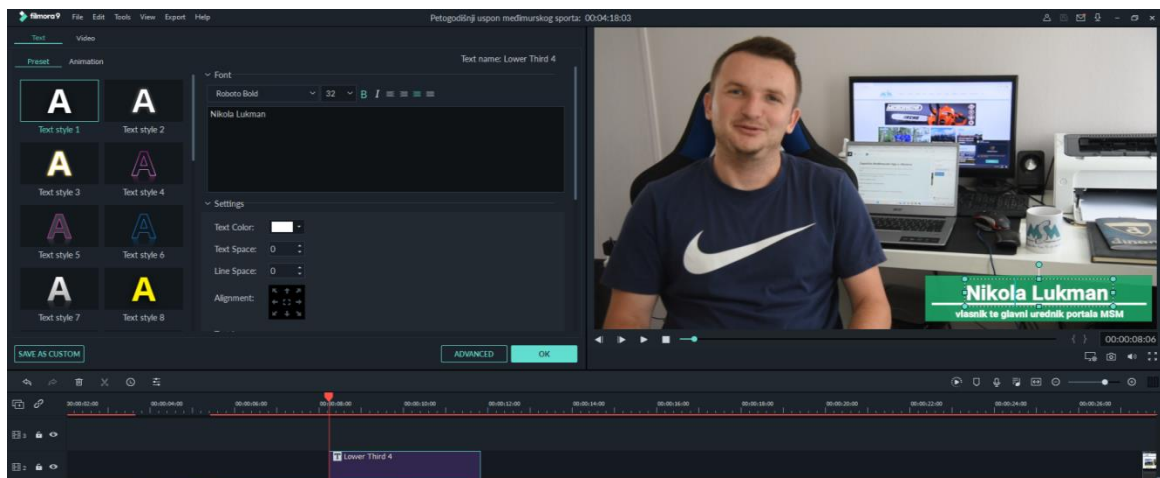 filmora9 File Edit Tools View Export Help
Petogodišnji uspon međimurskog sporta: 00:04:18:03
Text Video
Preset Animation
Text name: Lower Third 4
Text style 1
Text style 2
Text style 3
Text style 4
Text style 5
Text style 6
Text style 7
Text style 8
Font
Roboto Bold 32 B I
Nikola Lukman
Settings
Text Color:
Text Space: 0
Line Space: 0
Alignment:
SAVE AS CUSTOM
ADVANCED OK
MSM
Nikola Lukman
vlasnik te glavni urednik portala MSM
00:00:08:06
00:00:02:00 00:00:04:00 00:00:06:00 00:00:08:00 00:00:10:00 00:00:12:00 00:00:14:00 00:00:16:00 00:00:18:00 00:00:20:00 00:00:22:00 00:00:24:00 00:00:26:00
T Lower Third 4